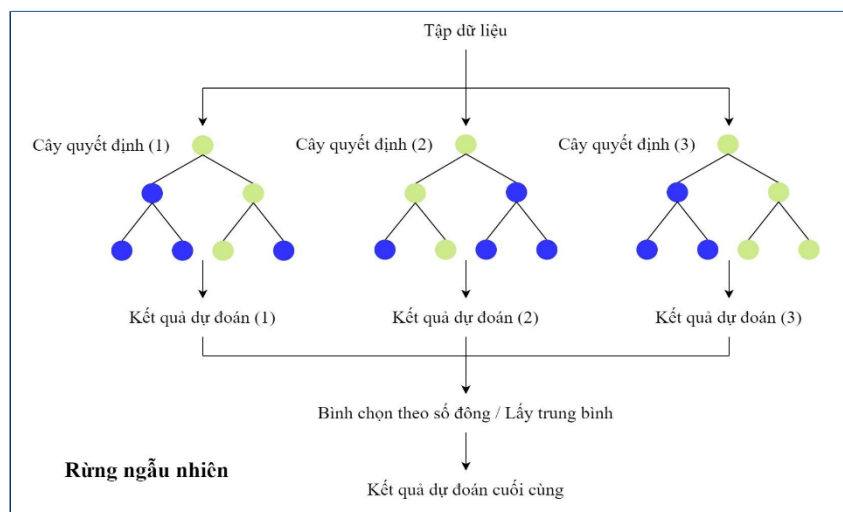 Tập dữ liệu
Cây quyết định (1)
Cây quyết định (2)
Cây quyết định (3)
Kết quả dự đoán (1)
Kết quả dự đoán (2)
Kết quả dự đoán (3)
Bình chọn theo số đông / Lấy trung bình
Rừng ngẫu nhiên
Kết quả dự đoán cuối cùng